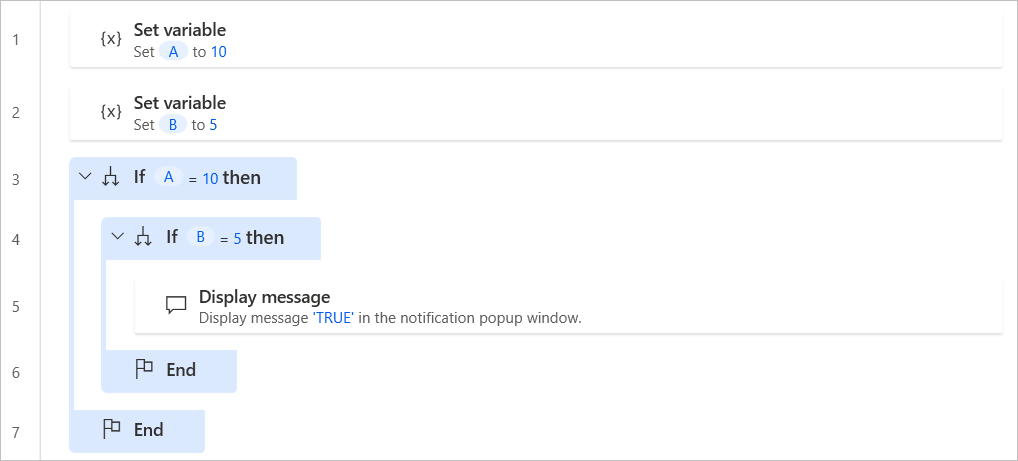 1
{x} Set variable
Set A to 10
2
{x} Set variable
Set B to 5
3 If A = 10 then
4 If B = 5 then
5
Display message
Display message 'TRUE' in the notification popup window.
6 End
7 End